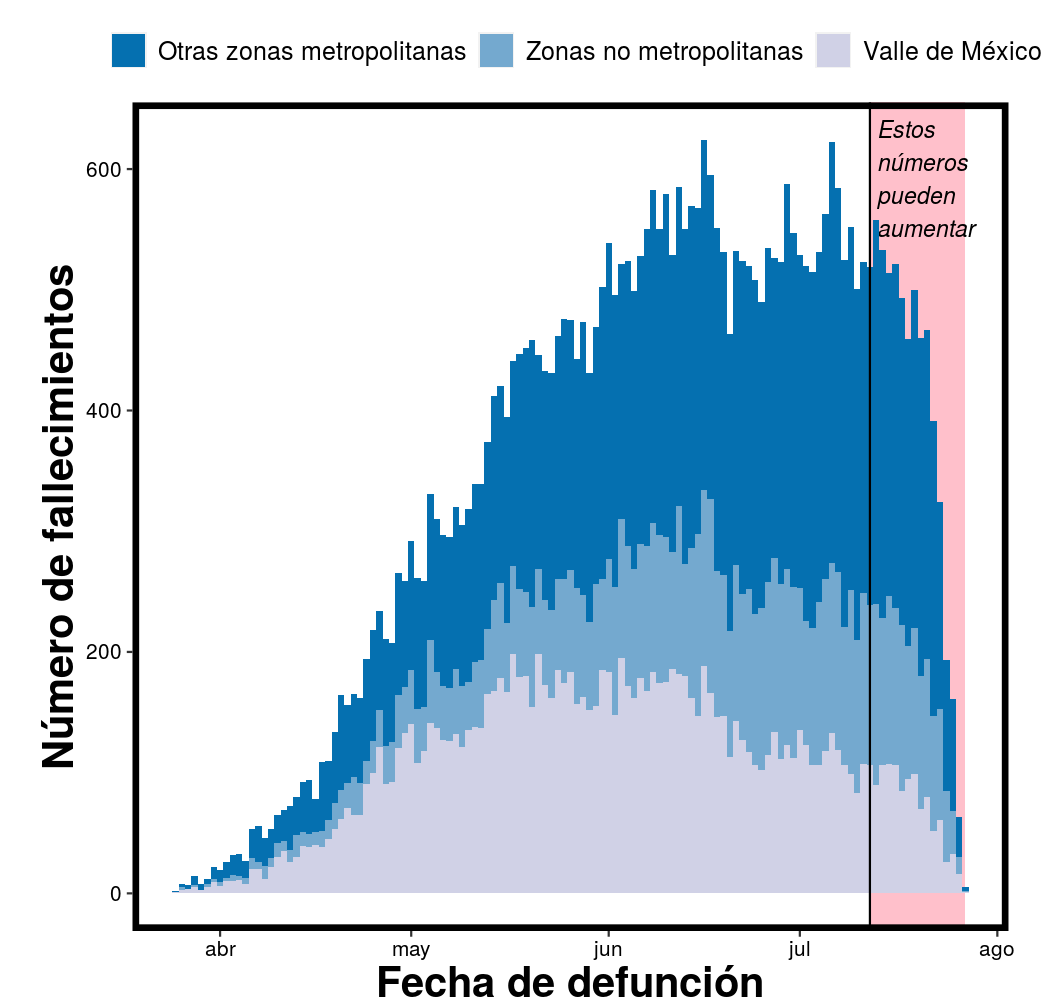 Otras zonas metropolitanas Zonas no metropolitanas Valle de México
Estos
números
pueden
aumentar
600
400
200
0
Número de fallecimientos
abr may jun jul ago
Fecha de defunción